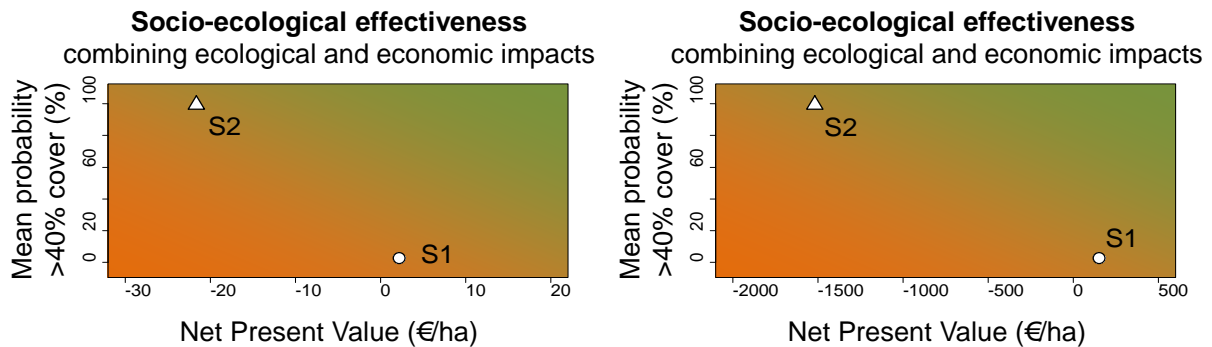 Socio-ecological effectiveness
combining ecological and economic impacts
Mean probability
>40% cover (%)
0 20 60 100
S2
S1
-30 -20 -10 0 10 20
Net Present Value (€/ha)
Socio-ecological effectiveness
combining ecological and economic impacts
Mean probability
>40% cover (%)
0 20 60 100
S2
S1
-2000 -1500 -1000 -500 0 500
Net Present Value (€/ha)